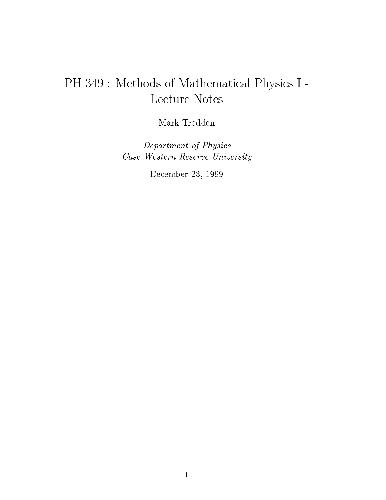 PH 349 : Methods of Mathematical Physics I -
Lecture Notes
Mark Trodden
Department of Physics
Case Western Reserve University
December 23, 1999
1